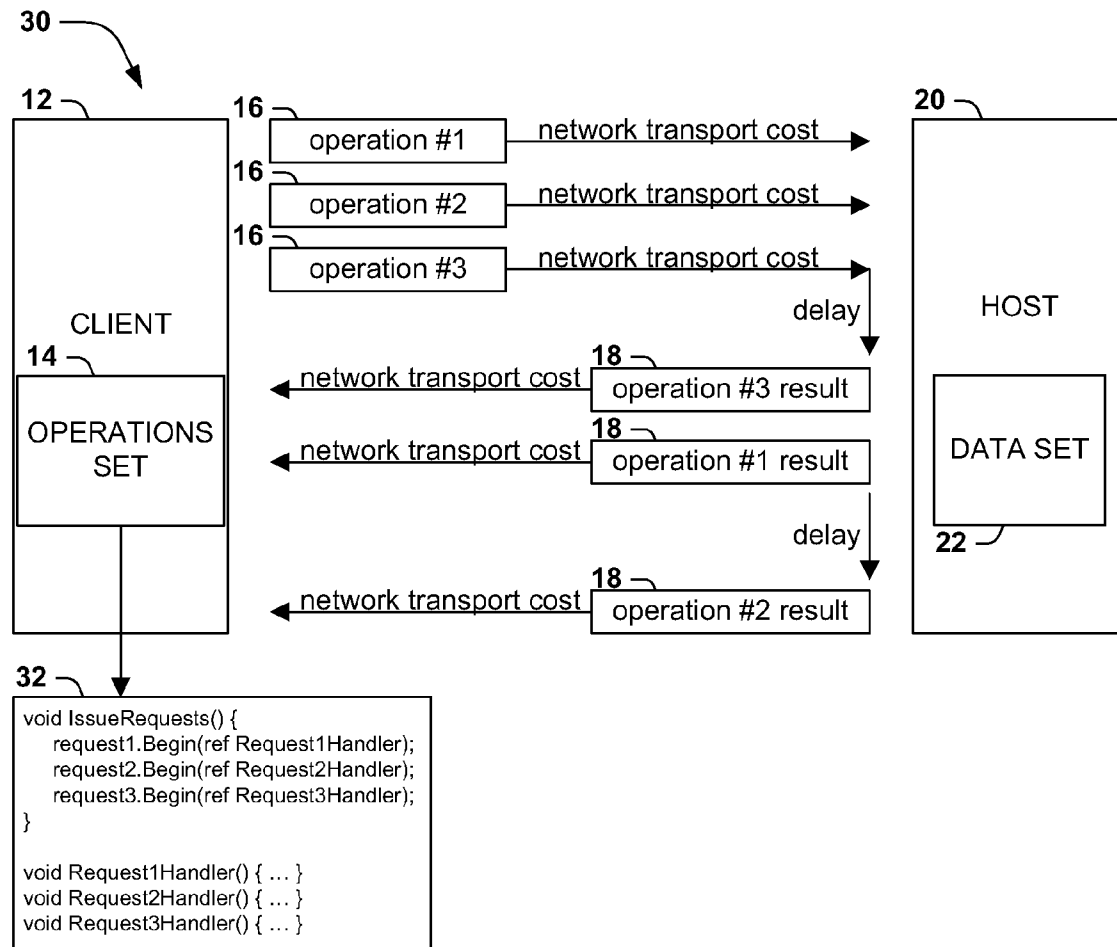 30
12
16
20
operation #1
network transport cost
16
operation #2
network transport cost
16
operation #3
network transport cost
CLIENT
HOST
delay
14
18
network transport cost
operation #3 result
OPERATIONS
SET
18
network transport cost
operation #1 result
DATA SET
delay
22
18
network transport cost
operation #2 result
32
void IssueRequests() {
request1.Begin(ref Request1Handler);
request2.Begin(ref Request2Handler);
request3.Begin(ref Request3Handler);
}
void Request1Handler() { ... }
void Request2Handler() { ... }
void Request3Handler() { ... }